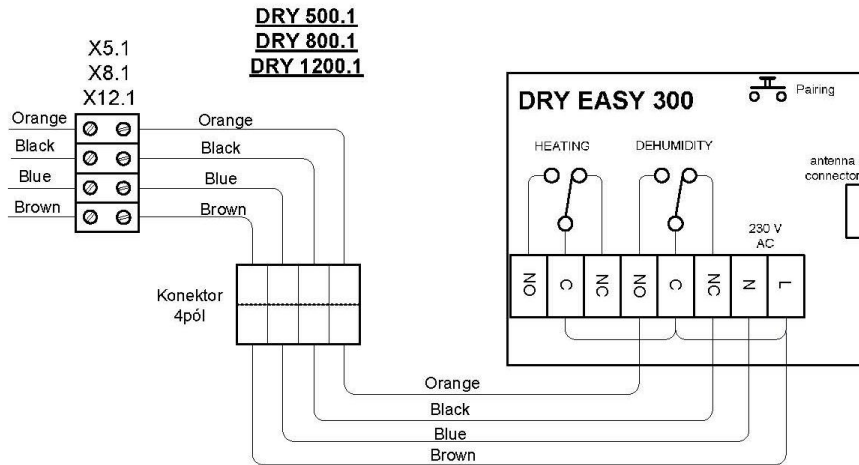 DRY 500.1
DRY 800.1
DRY 1200.1
X5.1
X8.1
X12.1
Orange
Black
Blue
Brown
Orange
Black
Blue
Brown
Konektor
4pól
Orange
Black
Blue
Brown
DRY EASY 300
Pairing
HEATING
DEHUMIDITY
antenna
connector
230 V
AC
NO
C
NC
NO
C
NC
N
L